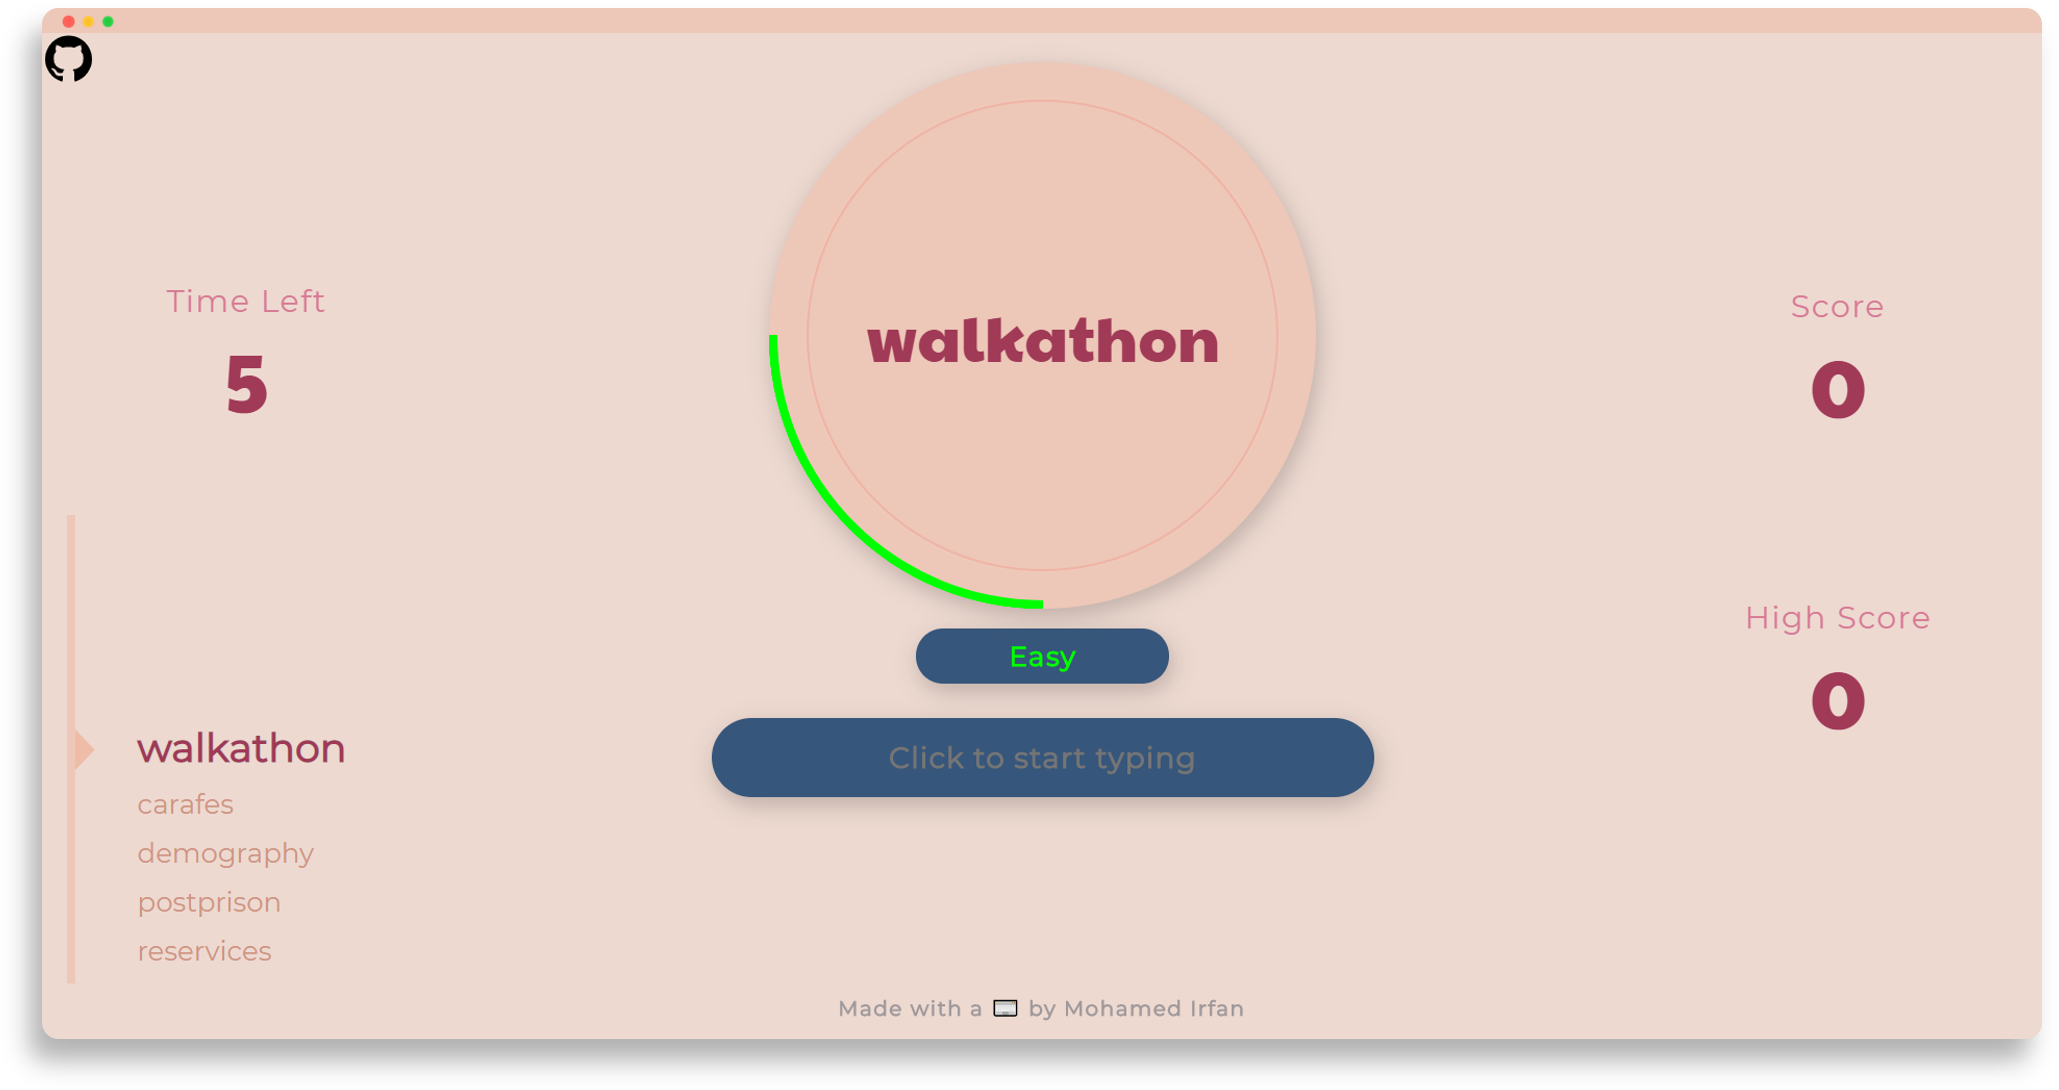 Time Left
5
walkathon
carafes
demography
postprison
reservices
walkathon
Easy
Click to start typing
Score
0
High Score
0
Made with a ⌨️ by Mohamed Irfan